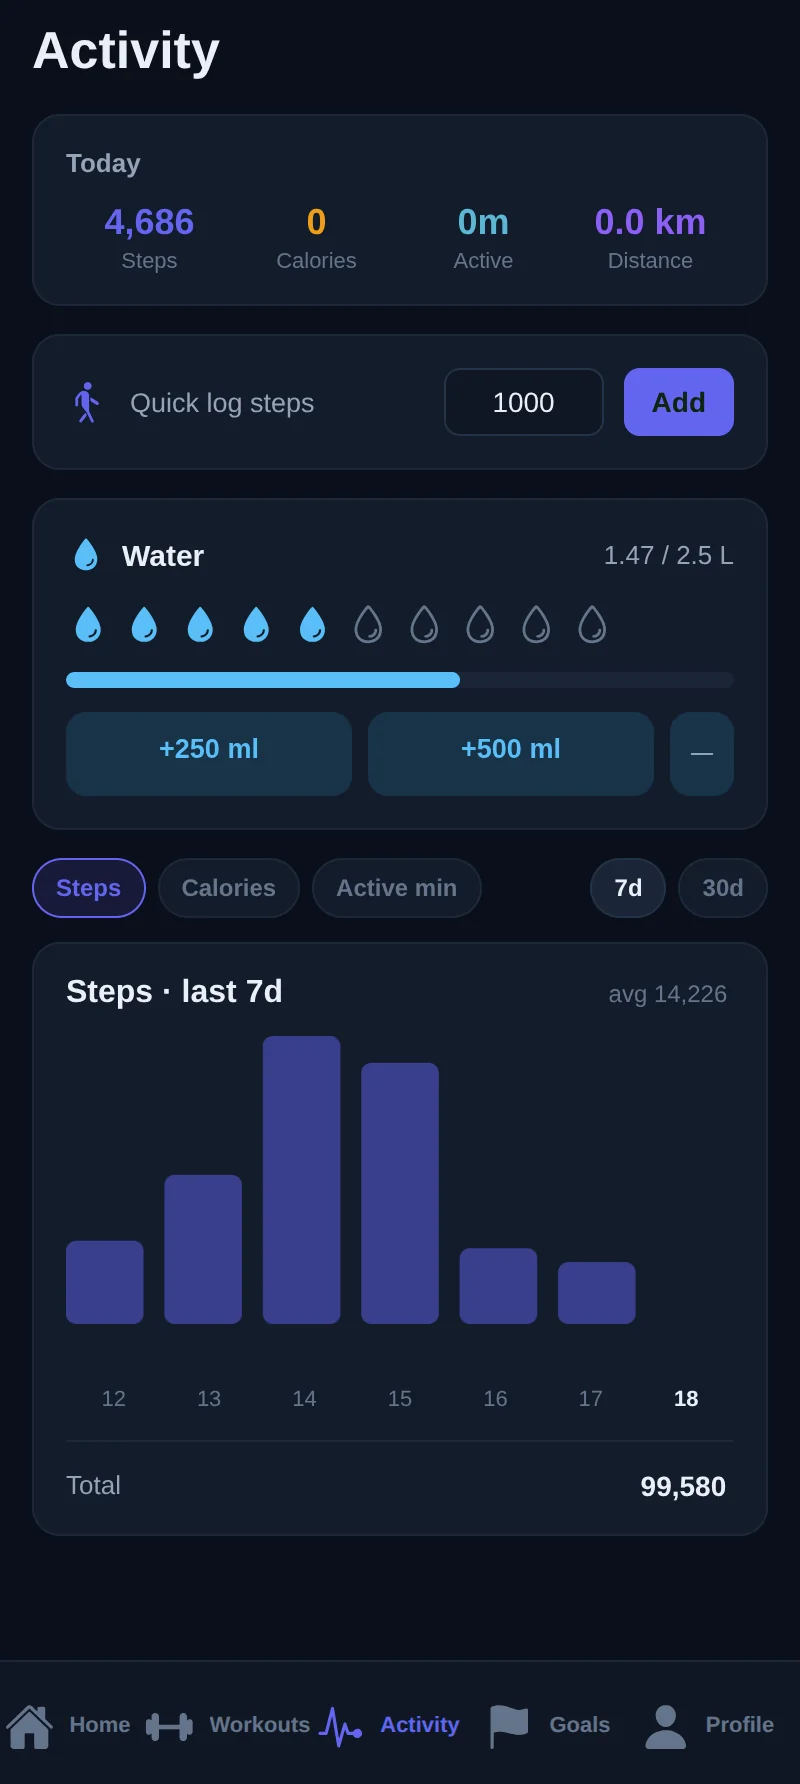 Activity
Today
4,686 0 0m 0.0 km
Steps Calories Active Distance
Quick log steps 1000 Add
Water 1.47 / 2.5 L
+250 ml +500 ml —
Steps Calories Active min 7d 30d
Steps · last 7d avg 14,226
12 13 14 15 16 17 18
Total 99,580
Home Workouts Activity Goals Profile